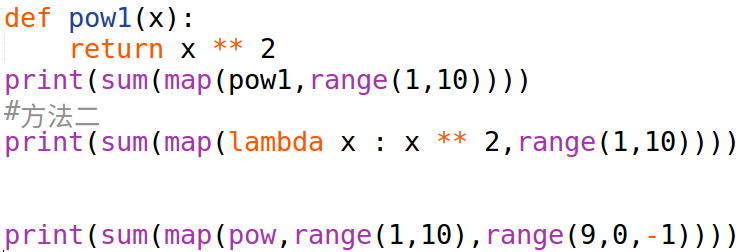 def pow1(x):
    return x ** 2
print(sum(map(pow1,range(1,10))))
#方法二
print(sum(map(lambda x : x ** 2,range(1,10))))
print(sum(map(pow,range(1,10),range(9,0,-1))))